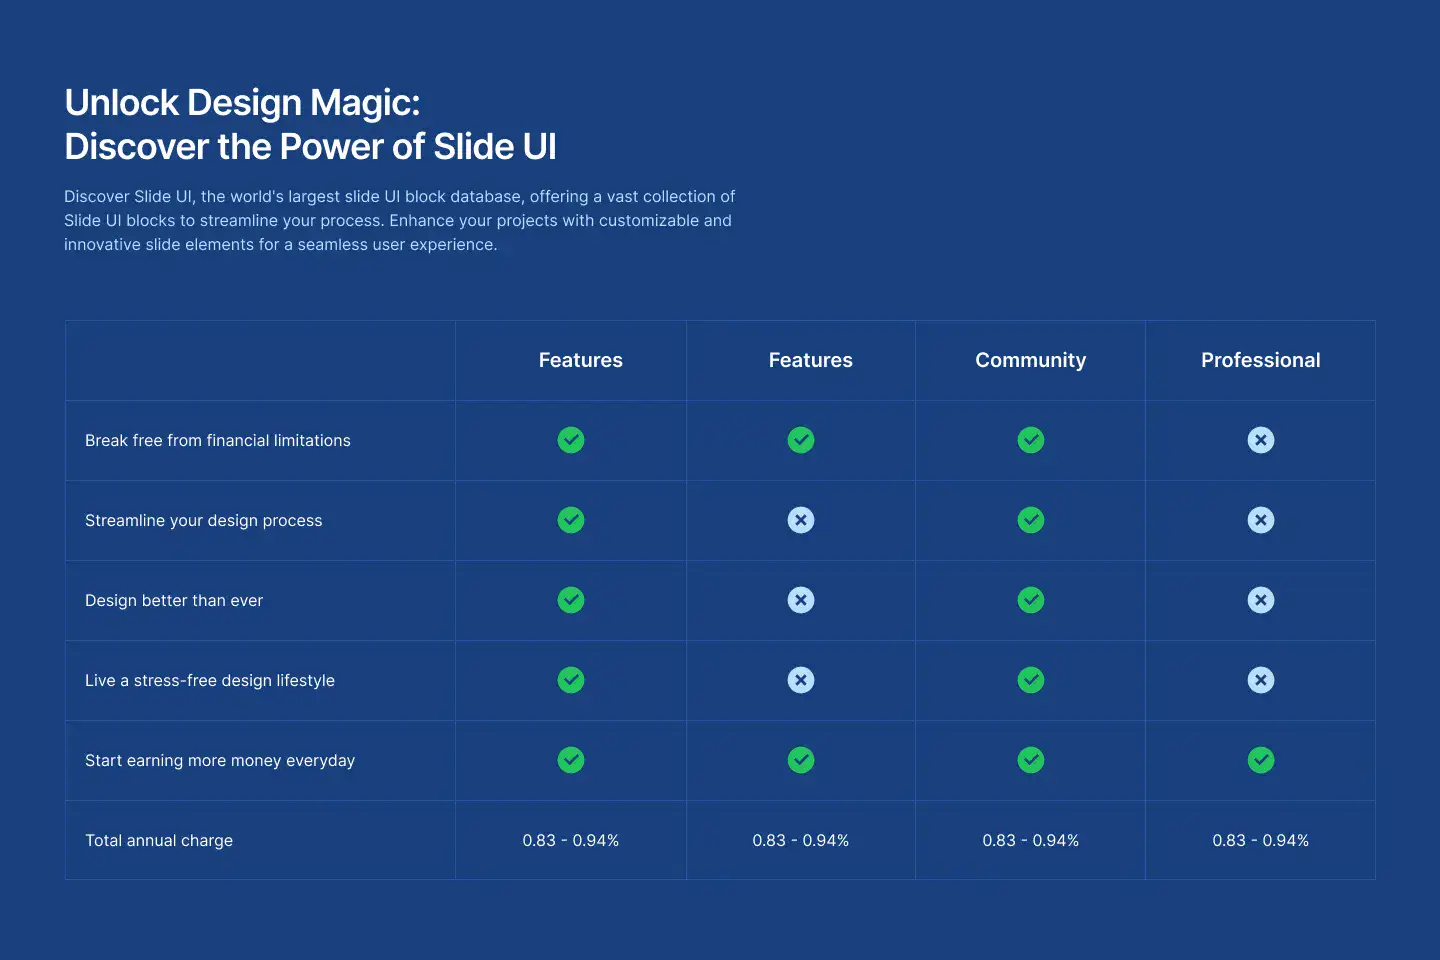 Unlock Design Magic:
Discover the Power of Slide UI
Discover Slide UI, the world's largest slide UI block database, offering a vast collection of
Slide UI blocks to streamline your process. Enhance your projects with customizable and
innovative slide elements for a seamless user experience.
Features Features Community Professional
Break free from financial limitations
Streamline your design process
Design better than ever
Live a stress-free design lifestyle
Start earning more money everyday
Total annual charge 0.83 - 0.94% 0.83 - 0.94% 0.83 - 0.94% 0.83 - 0.94%